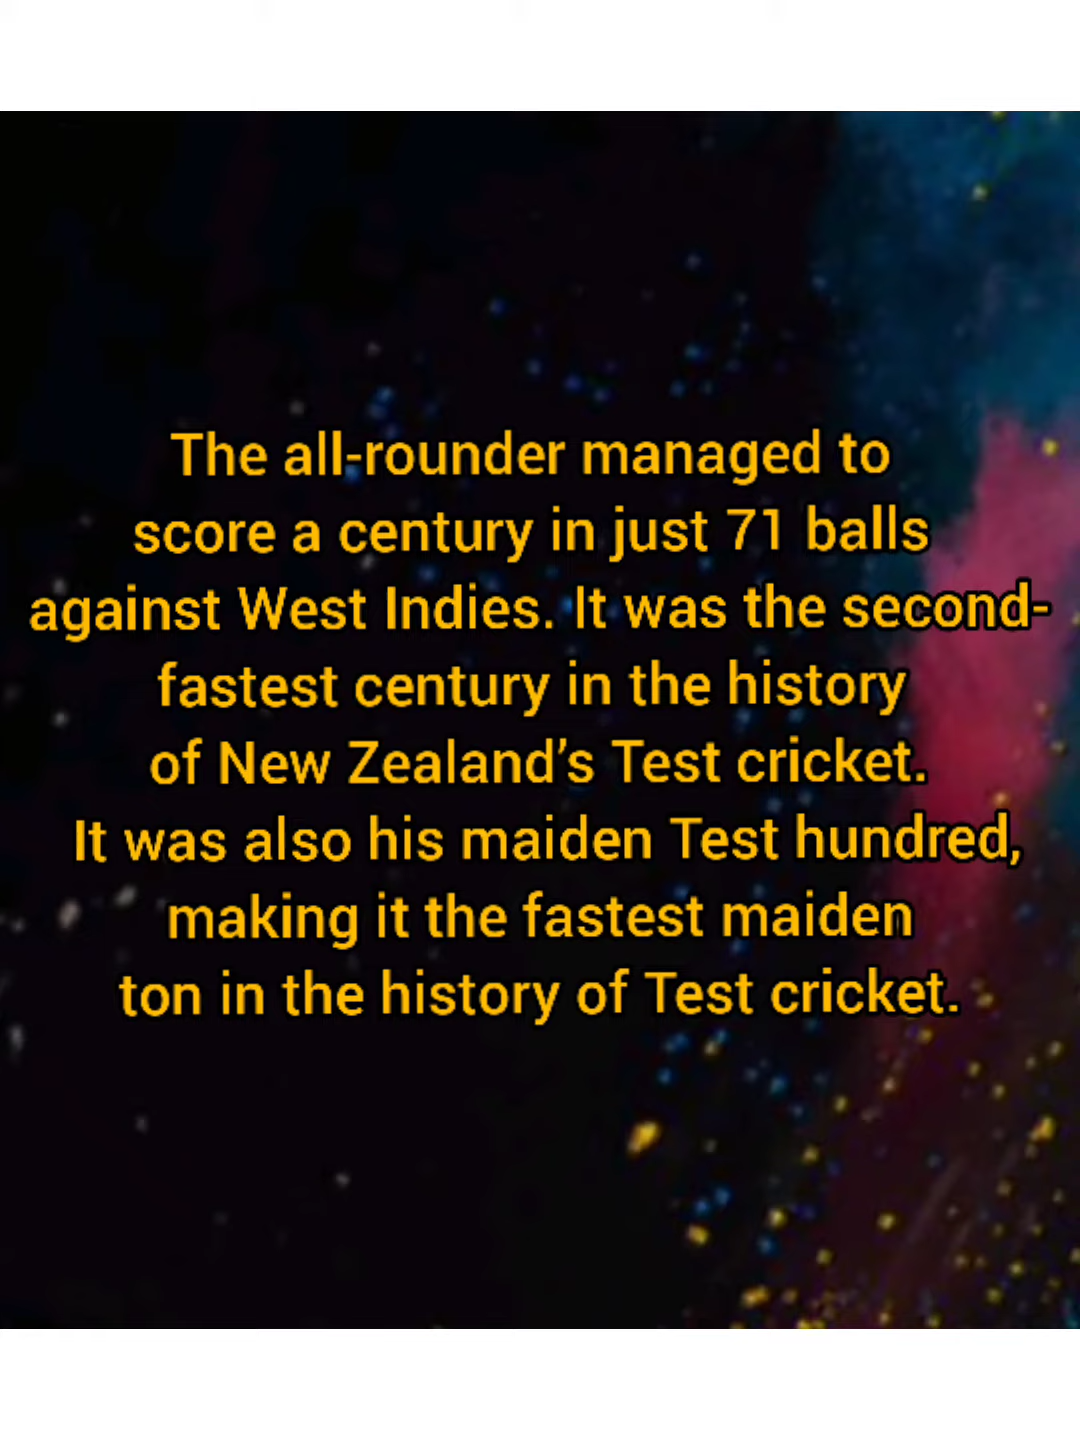 The all-rounder managed to
score a century in just 71 balls
against West Indies. It was the second-
fastest century in the history
of New Zealand’s Test cricket.
It was also his maiden Test hundred,
making it the fastest maiden
ton in the history of Test cricket.